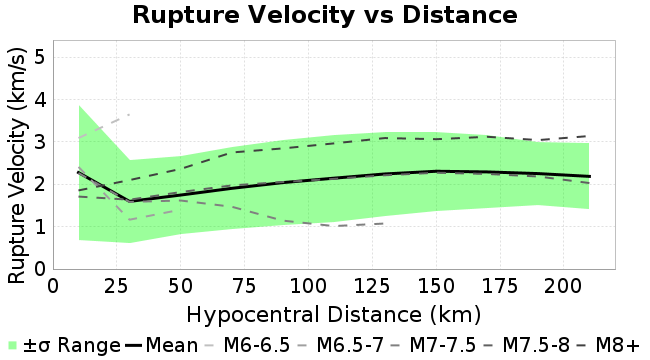 Rupture Velocity vs Distance
Rupture Velocity (km/s)
5
4
3
2
1
0
0 25 50 75 100 125 150 175 200
Hypocentral Distance (km)
±σ Range Mean M6-6.5 M6.5-7 M7-7.5 M7.5-8 M8+